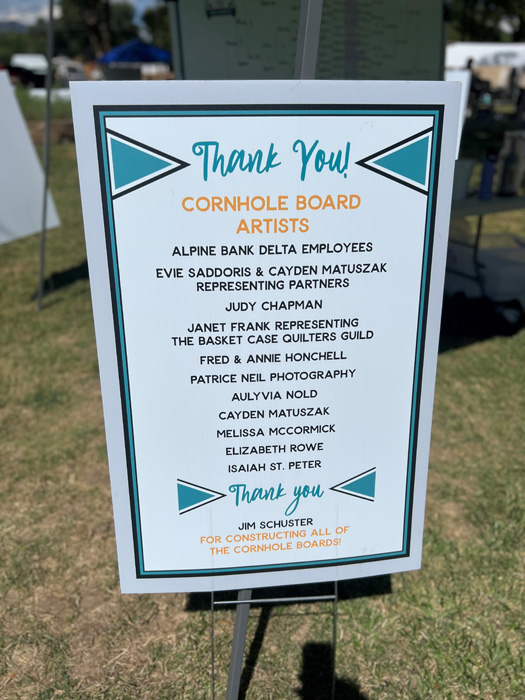 Thank You!
CORNHOLE BOARD
ARTISTS
ALPINE BANK DELTA EMPLOYEES
EVIE SADDORIS & CAYDEN MATUSZAK
REPRESENTING PARTNERS
JUDY CHAPMAN
JANET FRANK REPRESENTING
THE BASKET CASE QUILTERS GUILD
FRED & ANNIE HONCHELL
PATRICE NEIL PHOTOGRAPHY
AULYVIA NOLD
CAYDEN MATUSZAK
MELISSA MCCORMICK
ELIZABETH ROWE
ISAIAH ST. PETER
Thank you
JIM SCHUSTER
FOR CONSTRUCTING ALL OF
THE CORNHOLE BOARDS!